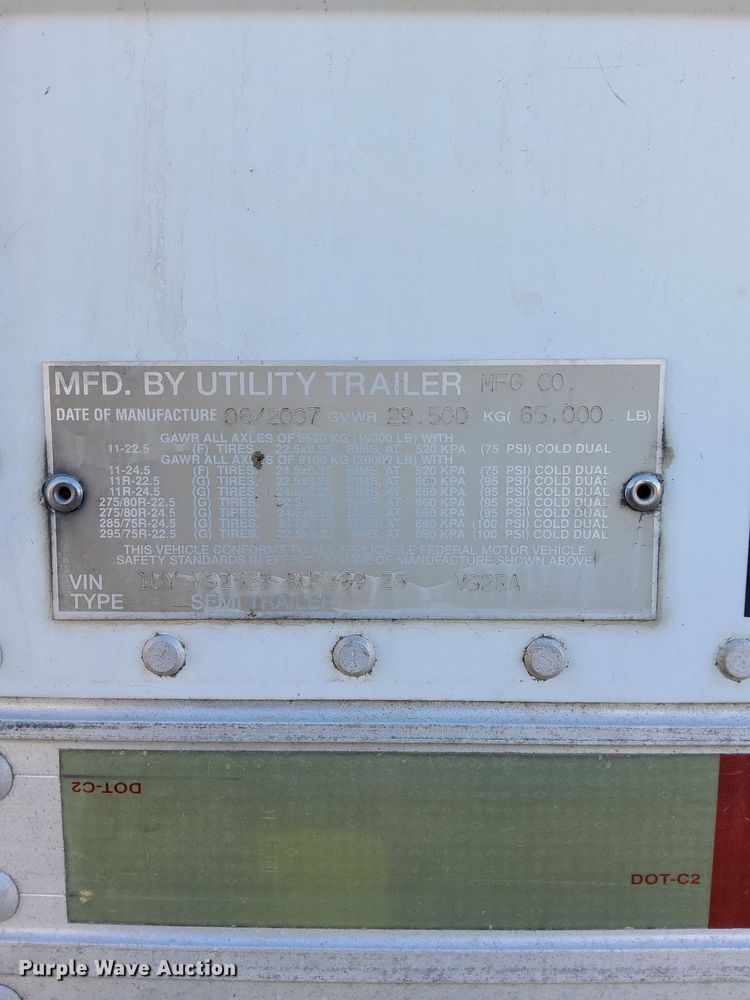 MFD. BY UTILITY TRAILER MFG CO.
DATE OF MANUFACTURE 06/2007 GVWR 29.500 KG( 65.000 LB)
GAWR ALL AXLES OF 8620 KG (19000 LB) WITH
11-22.5 (F) TIRES, 22.5x8.25 RIMS, AT 520 KPA (75 PSI) COLD DUAL
GAWR ALL AXLES OF 9100 KG (20000 LB) WITH
11-24.5 (F) TIRES, 24.5x8.25 RIMS, AT 520 KPA (75 PSI) COLD DUAL
11R-22.5 (G) TIRES, RIMS, AT 660 KPA (95 PSI) COLD DUAL
11R-24.5 (G) TIRES, RIMS, AT 660 KPA (95 PSI) COLD DUAL
275/80R-22.5 (G) TIRES, RIMS, AT 660 KPA (95 PSI) COLD DUAL
275/80R-24.5 (G) TIRES, RIMS, AT 660 KPA (95 PSI) COLD DUAL
285/75R-24.5 (G) TIRES, RIMS, AT 690 KPA (100 PSI) COLD DUAL
295/75R-22.5 (G) TIRES, RIMS, AT 690 KPA (100 PSI) COLD DUAL
THIS VEHICLE CONFORMS TO ALL APPLICABLE FEDERAL MOTOR VEHICLE
SAFETY STANDARDS IN EFFECT ON DATE OF MANUFACTURE SHOWN ABOVE
VIN 1UY VS2RA
TYPE SEMITRAILER
DOT-C2
DOT-C2
Purple Wave Auction